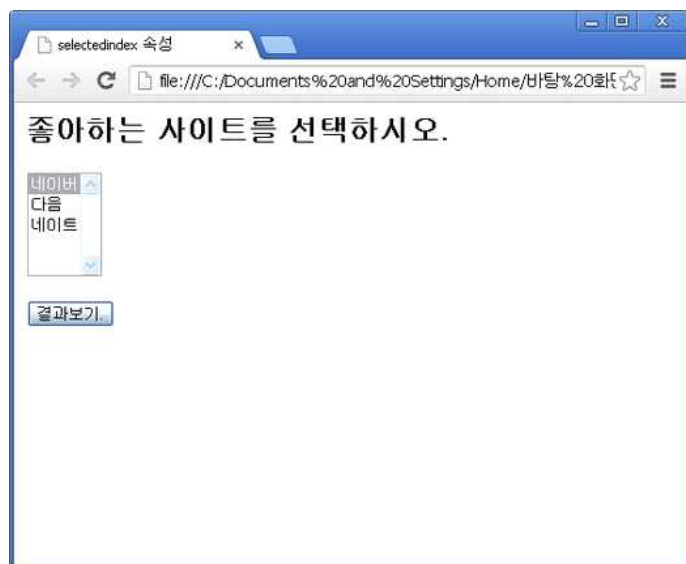 selectedindex 속성
file:///C:/Documents%20and%20Settings/Home/바탕%20화면
좋아하는 사이트를 선택하시오.
네이버
다음
네이트
결과보기.